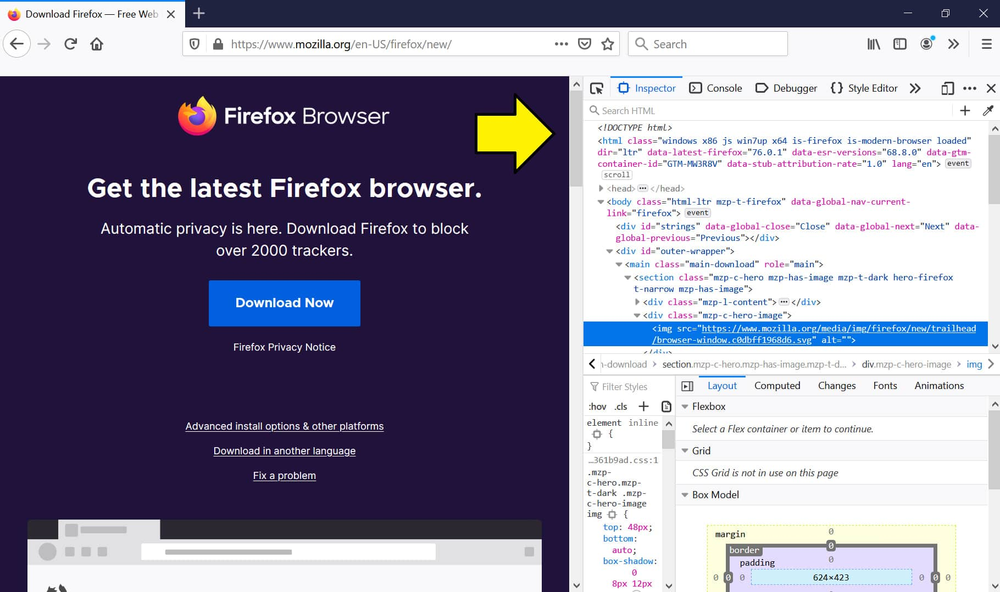 Download Firefox — Free Web
https://www.mozilla.org/en-US/firefox/new/
Search
Firefox Browser
Get the latest Firefox browser.
Automatic privacy is here. Download Firefox to block
over 2000 trackers.
Download Now
Firefox Privacy Notice
Advanced install options & other platforms
Download in another language
Fix a problem
Inspector
Console
Debugger
{} Style Editor
Search HTML
<!DOCTYPE html>
<html class="windows x86 js win7up x64 is-firefox is-modern-browser loaded"
dir="ltr" data-latest-firefox="76.0.1" data-esr-versions="68.8.0" data-gtm-
container-id="GTM-MW3R8V" data-stub-attribution-rate="1.0" lang="en"> event
scroll
<head>···</head>
<body class="html-ltr mzp-t-firefox" data-global-nav-current-
link="firefox"> event
<div id="strings" data-global-close="Close" data-global-next="Next" data-
global-previous="Previous"></div>
<div id="outer-wrapper">
<main class="main-download" role="main">
<section class="mzp-c-hero mzp-has-image mzp-t-dark hero-firefox
t-narrow mzp-has-image">
<div class="mzp-l-content">···</div>
<div class="mzp-c-hero-image">
<img src="https://www.mozilla.org/media/img/firefox/new/trailhead
/browser-window.c0dbff1968d6.svg" alt="">
</div>
n-download > section.mzp-c-hero.mzp-has-image.mzp-t-d... > div.mzp-c-hero-image > img
Filter Styles
:hov .cls +
element inline
{
}
…361b9ad.css:1
.mzp-
c-hero.mzp-
t-dark .mzp-
c-hero-image
img {
top: 48px;
bottom:
auto;
box-shadow:
0
8px 12px
Layout
Computed
Changes
Fonts
Animations
Flexbox
Select a Flex container or item to continue.
Grid
CSS Grid is not in use on this page
Box Model
margin 0
border 0
padding 0
0 0 0 624×423 0 0 0